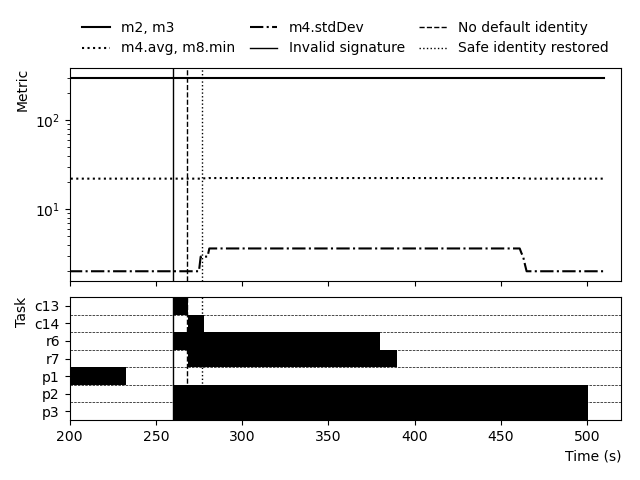 m2, m3 m4.stdDev No default identity
m4.avg, m8.min Invalid signature Safe identity restored
Metric
10²
10¹
Task
c13
c14
r6
r7
p1
p2
p3
200 250 300 350 400 450 500
Time (s)